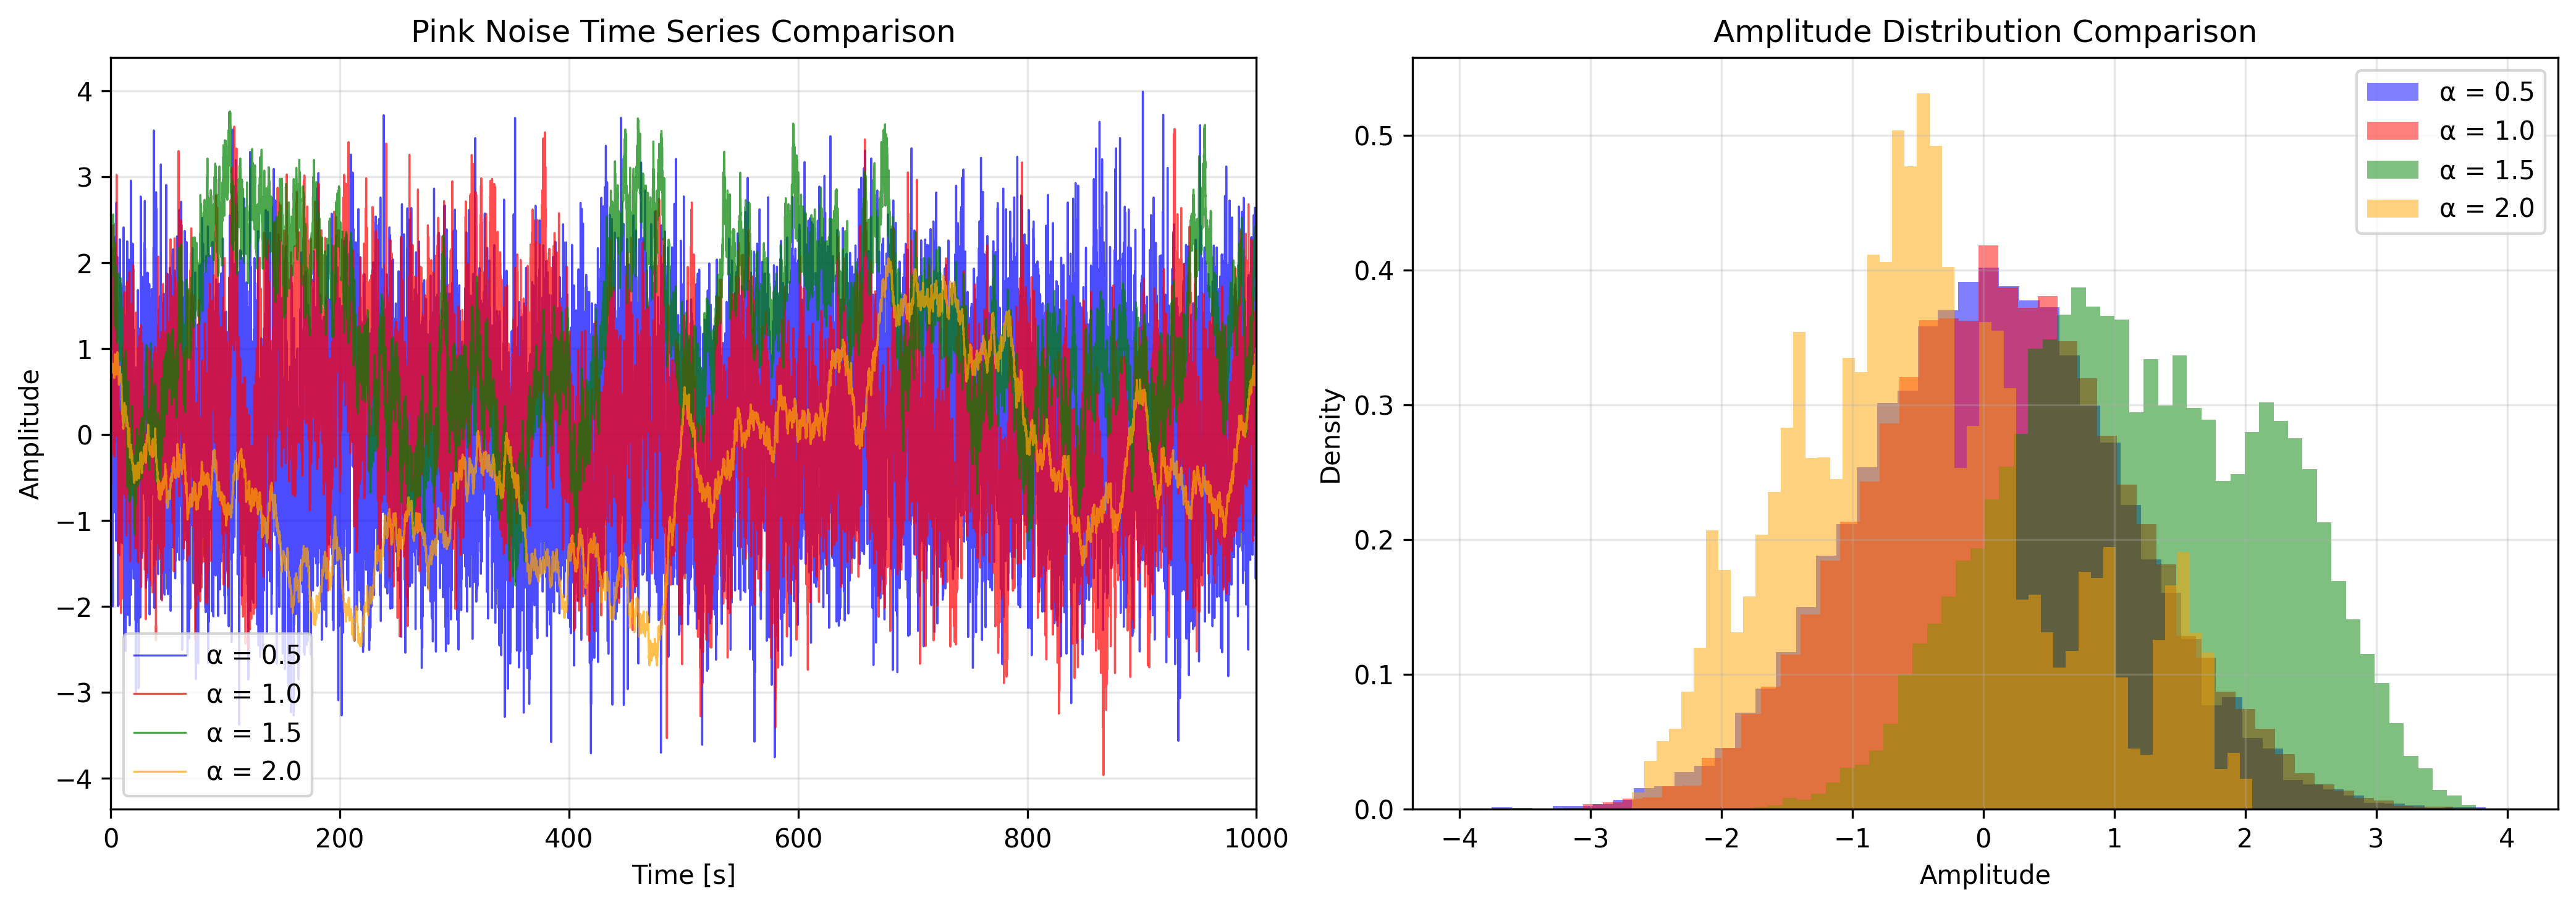 Pink Noise Time Series Comparison
Amplitude
4
3
2
1
0
−1
−2
−3
−4
α = 0.5
α = 1.0
α = 1.5
α = 2.0
0
200
400
600
800
1000
Time [s]
Amplitude Distribution Comparison
Density
0.5
0.4
0.3
0.2
0.1
0.0
α = 0.5
α = 1.0
α = 1.5
α = 2.0
−4
−3
−2
−1
0
1
2
3
4
Amplitude